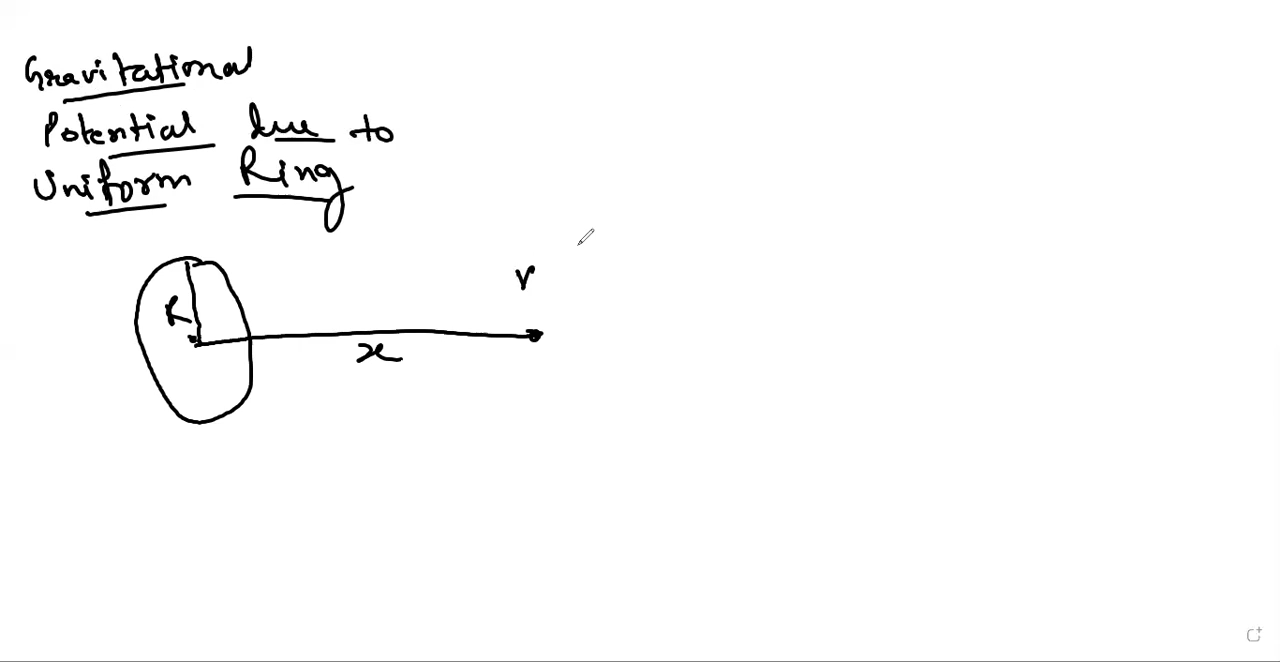 Gravitational
Potential due to
Uniform Ring
R
x